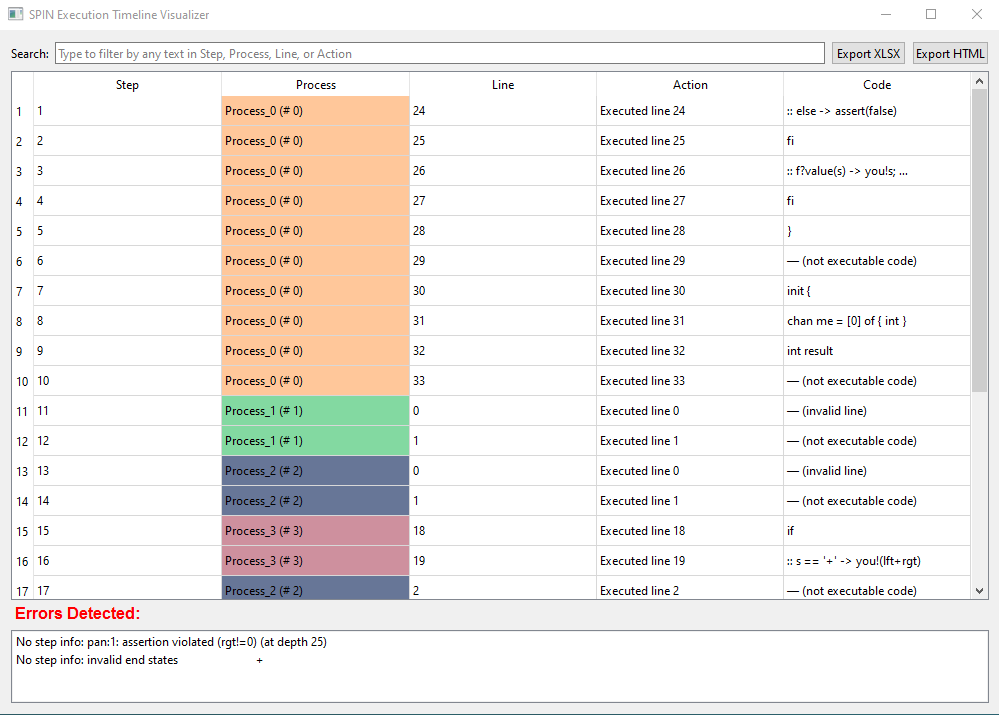 SPIN Execution Timeline Visualizer
Search: Type to filter by any text in Step, Process, Line, or Action Export XLSX Export HTML
Step Process Line Action Code
1 1 Process_0 (# 0) 24 Executed line 24 :: else -> assert(false)
2 2 Process_0 (# 0) 25 Executed line 25 fi
3 3 Process_0 (# 0) 26 Executed line 26 :: f?value(s) -> you!s; ...
4 4 Process_0 (# 0) 27 Executed line 27 fi
5 5 Process_0 (# 0) 28 Executed line 28 }
6 6 Process_0 (# 0) 29 Executed line 29 — (not executable code)
7 7 Process_0 (# 0) 30 Executed line 30 init {
8 8 Process_0 (# 0) 31 Executed line 31 chan me = [0] of { int }
9 9 Process_0 (# 0) 32 Executed line 32 int result
10 10 Process_0 (# 0) 33 Executed line 33 — (not executable code)
11 11 Process_1 (# 1) 0 Executed line 0 — (invalid line)
12 12 Process_1 (# 1) 1 Executed line 1 — (not executable code)
13 13 Process_2 (# 2) 0 Executed line 0 — (invalid line)
14 14 Process_2 (# 2) 1 Executed line 1 — (not executable code)
15 15 Process_3 (# 3) 18 Executed line 18 if
16 16 Process_3 (# 3) 19 Executed line 19 :: s == '+' -> you!(lft+rgt)
17 17 Process_2 (# 2) 2 Executed line 2 — (not executable code)
Errors Detected:
No step info: pan:1: assertion violated (rgt!=0) (at depth 25)
No step info: invalid end states +